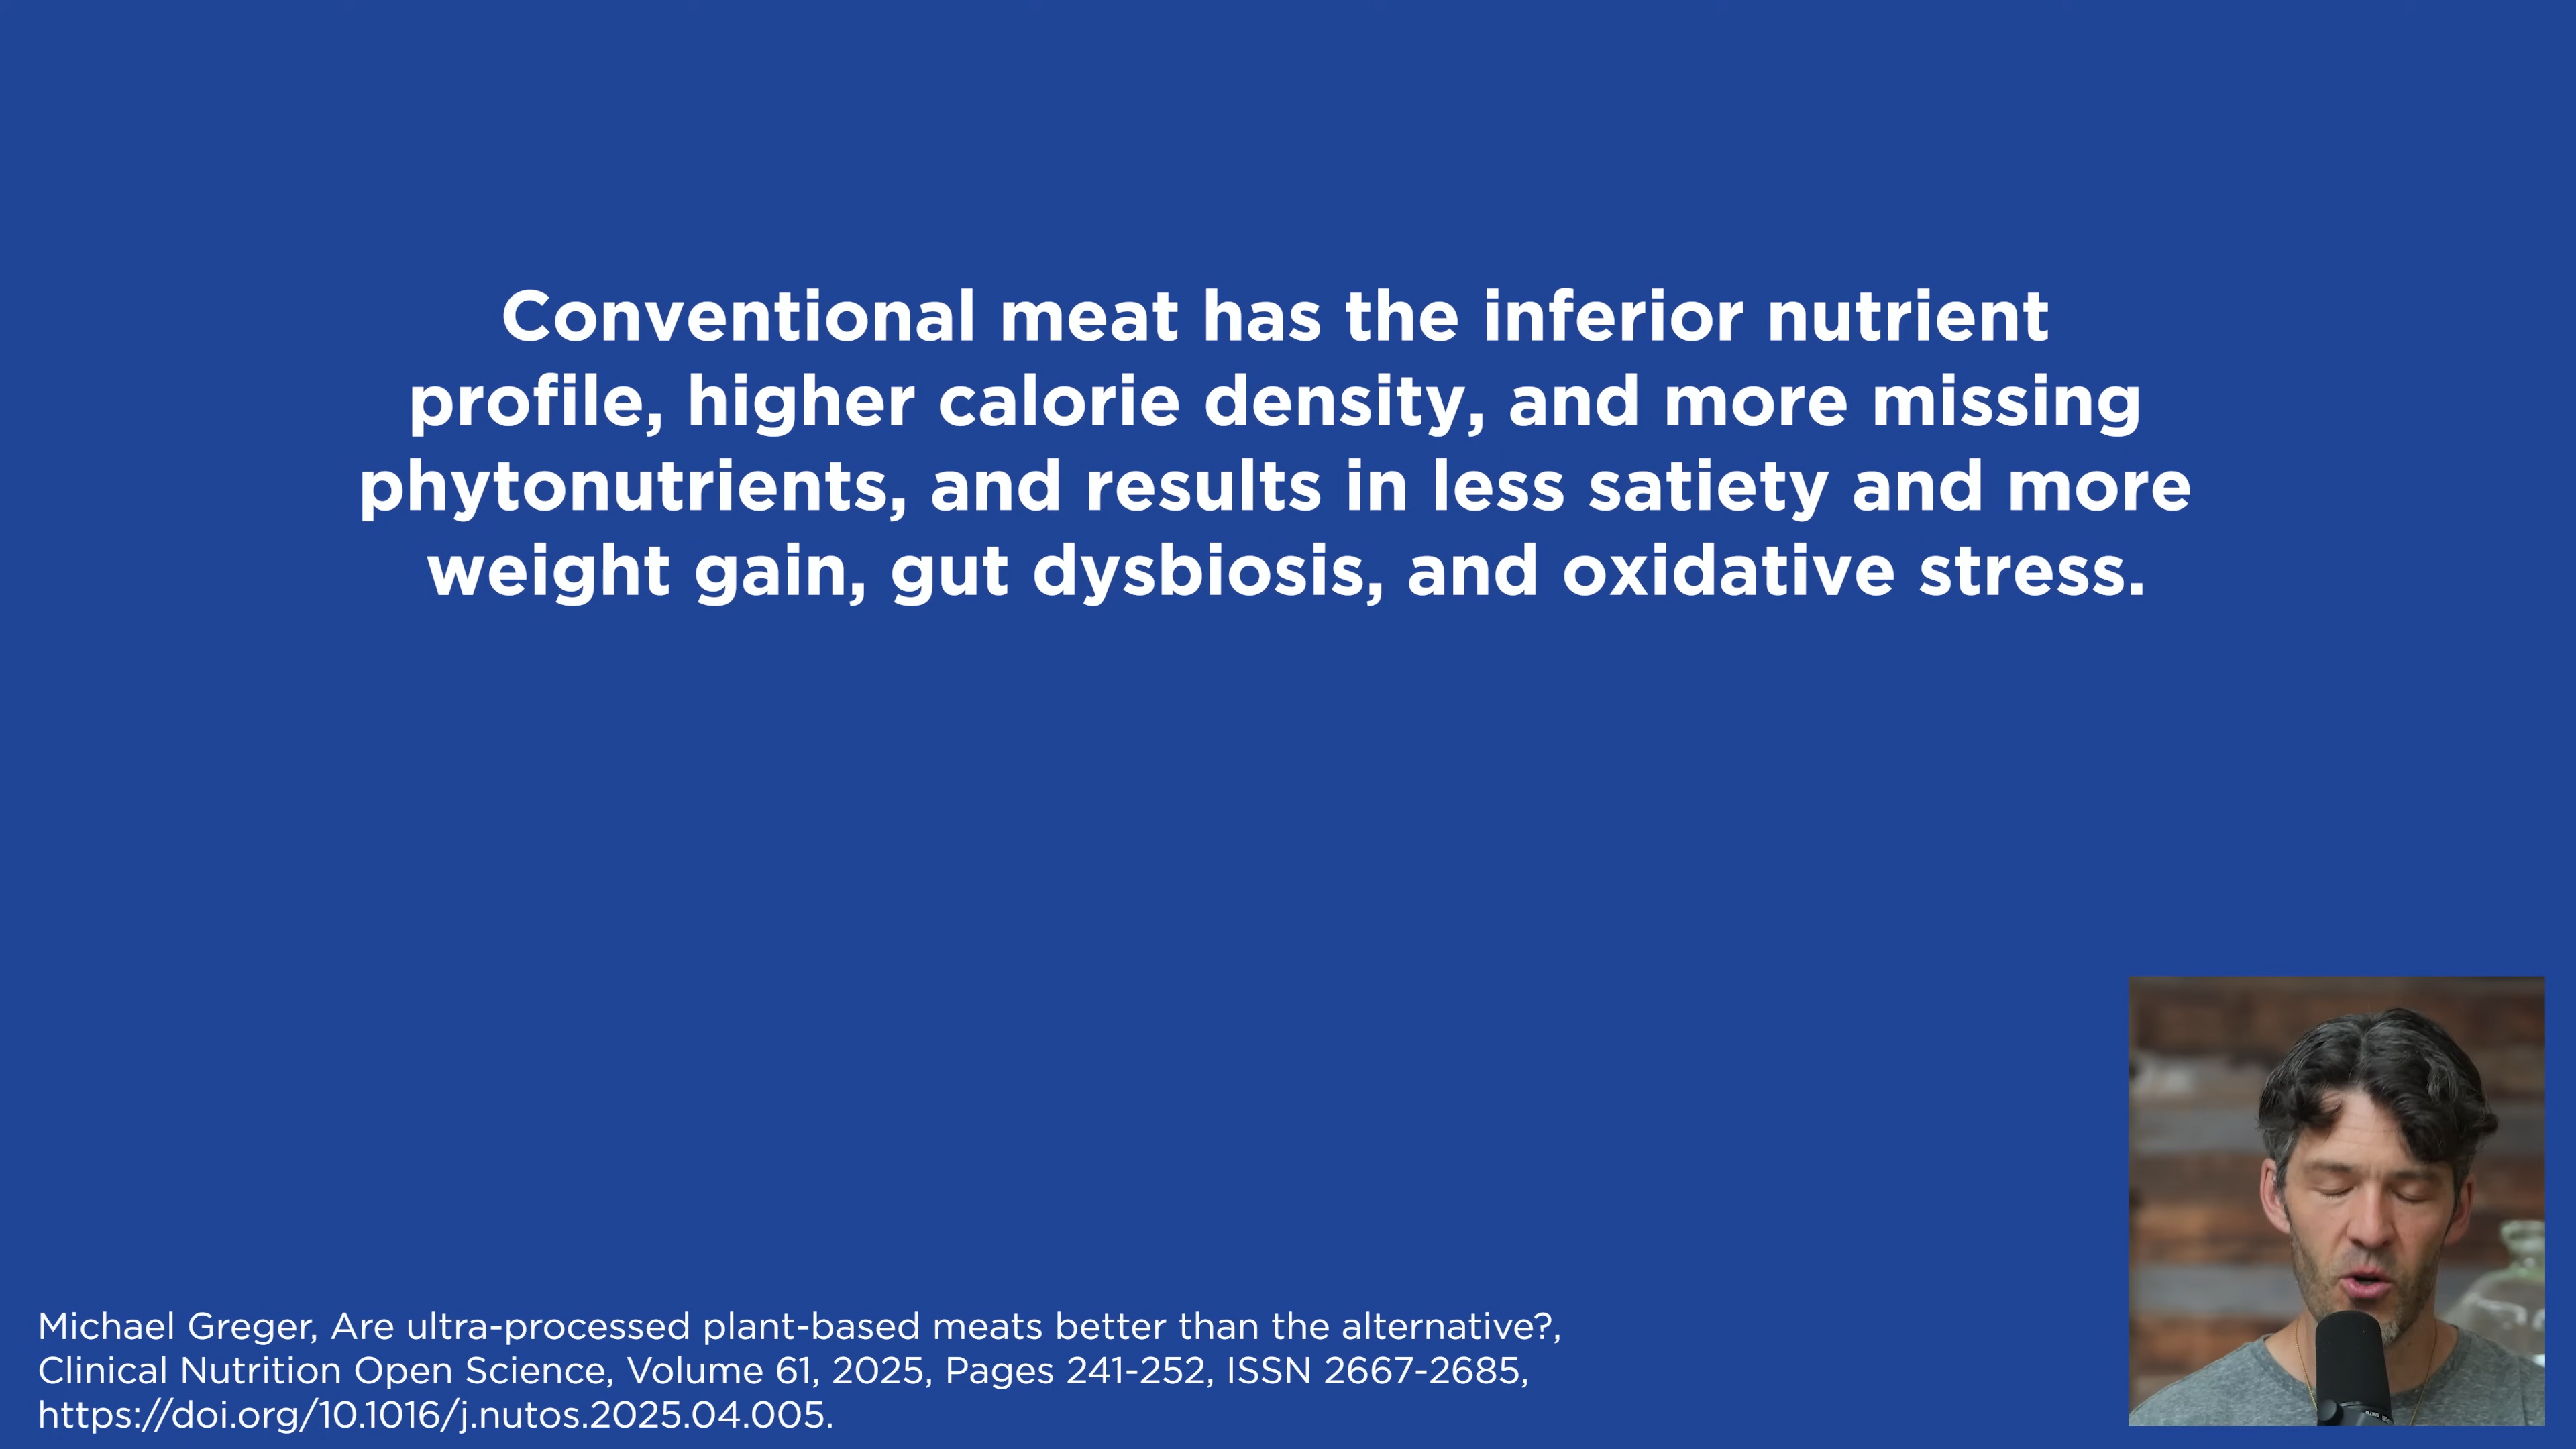 Conventional meat has the inferior nutrient
profile, higher calorie density, and more missing
phytonutrients, and results in less satiety and more
weight gain, gut dysbiosis, and oxidative stress.
Michael Greger, Are ultra-processed plant-based meats better than the alternative?,
Clinical Nutrition Open Science, Volume 61, 2025, Pages 241-252, ISSN 2667-2685,
https://doi.org/10.1016/j.nutos.2025.04.005.